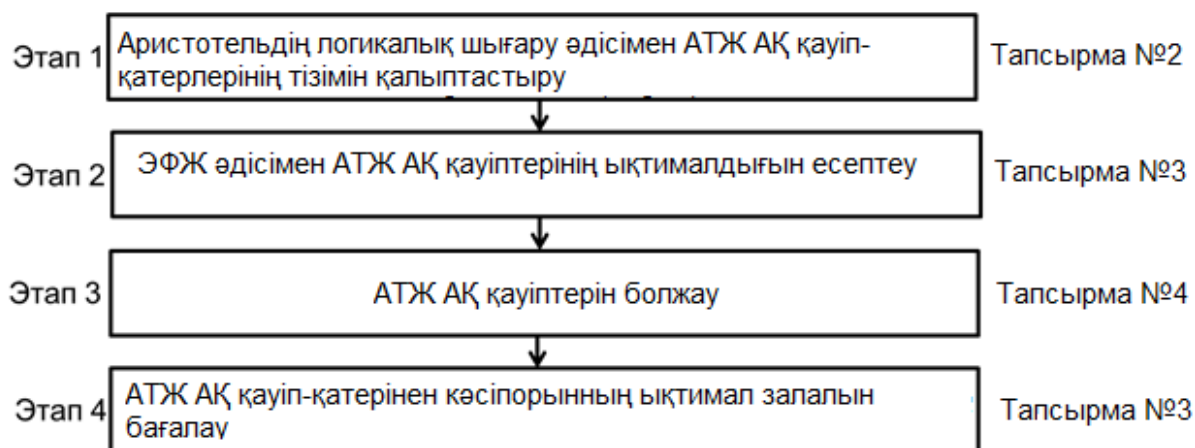 Этап 1
Аристотельдің логикалық шығару әдісімен АТЖ АҚ қауіп-
қатерлерінің тізімін қалыптастыру
Тапсырма №2
Этап 2
ЭФЖ әдісімен АТЖ АҚ қауіптерінің ықтималдығын есептеу
Тапсырма №3
Этап 3
АТЖ АҚ қауіптерін болжау
Тапсырма №4
Этап 4
АТЖ АҚ қауіп-қатерінен кәсіпорынның ықтимал залалын
бағалау
Тапсырма №3